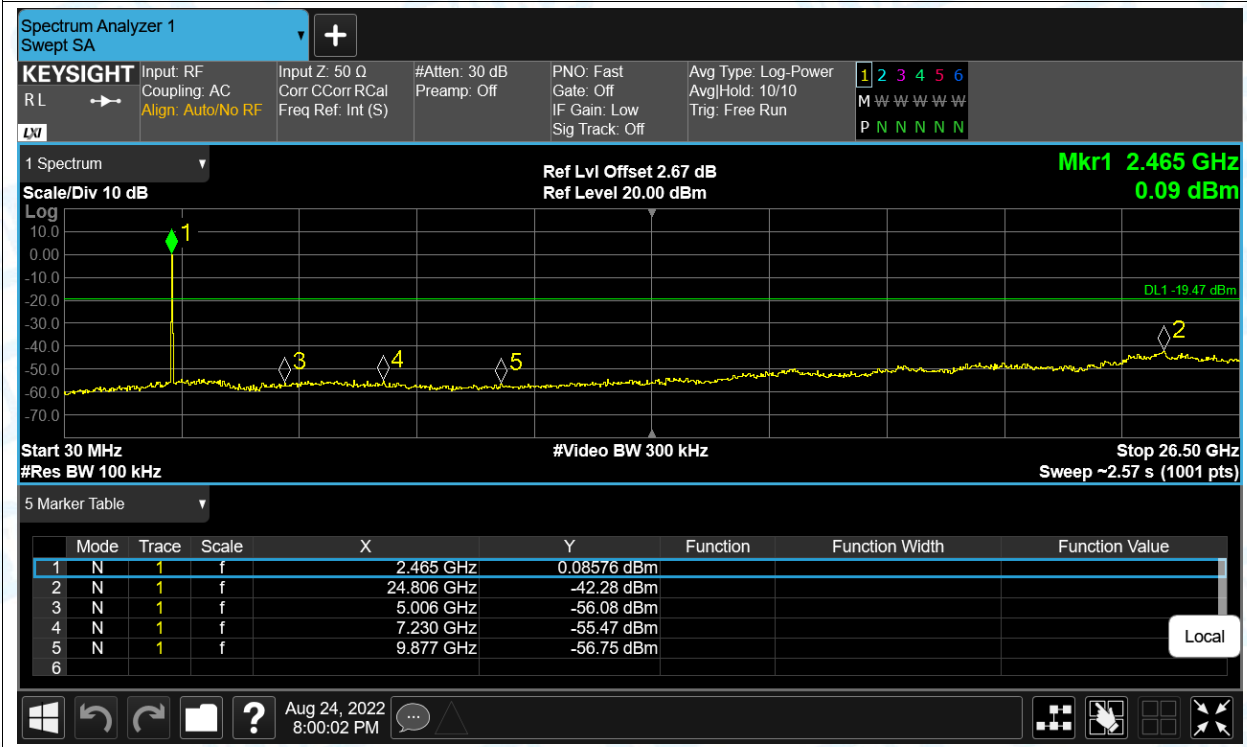 Spectrum Analyzer 1
Swept SA
+
KEYSIGHT Input: RF Input Z: 50 Ω #Atten: 30 dB PNO: Fast Avg Type: Log-Power 1 2 3 4 5 6
R L Coupling: AC Corr CCorr RCal Preamp: Off Gate: Off Avg|Hold: 10/10 M W W W W W
Align: Auto/No RF Freq Ref: Int (S) IF Gain: Low Trig: Free Run
LXI Sig Track: Off P N N N N N
1 Spectrum Ref Lvl Offset 2.67 dB Mkr1 2.465 GHz
Scale/Div 10 dB Ref Level 20.00 dBm 0.09 dBm
Log
10.0 1
0.00
-10.0
DL1 -19.47 dBm
-20.0
-30.0
2
-40.0
3 4 5
-50.0
-60.0
-70.0
Start 30 MHz #Video BW 300 kHz Stop 26.50 GHz
#Res BW 100 kHz Sweep ~2.57 s (1001 pts)
5 Marker Table
Mode Trace Scale X Y Function Function Width Function Value
1 N 1 f 2.465 GHz 0.08576 dBm
2 N 1 f 24.806 GHz -42.28 dBm
3 N 1 f 5.006 GHz -56.08 dBm
4 N 1 f 7.230 GHz -55.47 dBm
5 N 1 f 9.877 GHz -56.75 dBm
6
Local
? Aug 24, 2022
8:00:02 PM